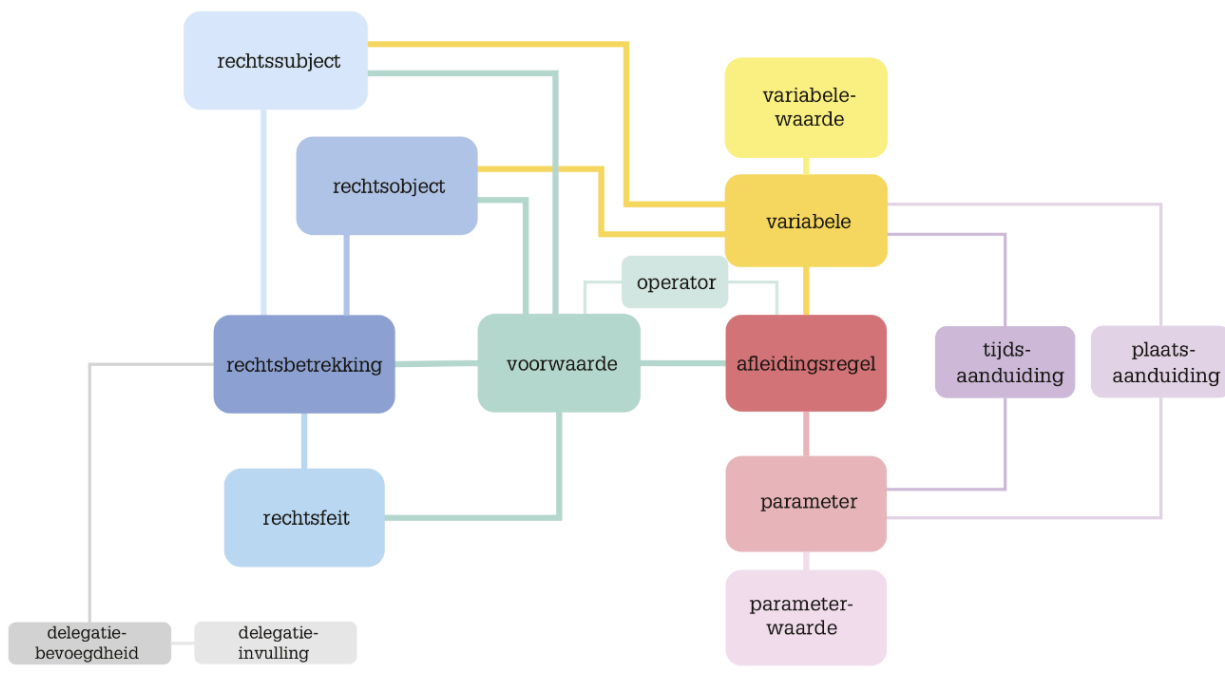 rechtssubject
variabele-
waarde
rechtsobject
variabele
operator
rechtsbetrekking
voorwaarde
afleidingsregel
tijds-
aanduiding
plaats-
aanduiding
rechtsfeit
parameter
parameter-
waarde
delegatie-
bevoegdheid
delegatie-
invulling